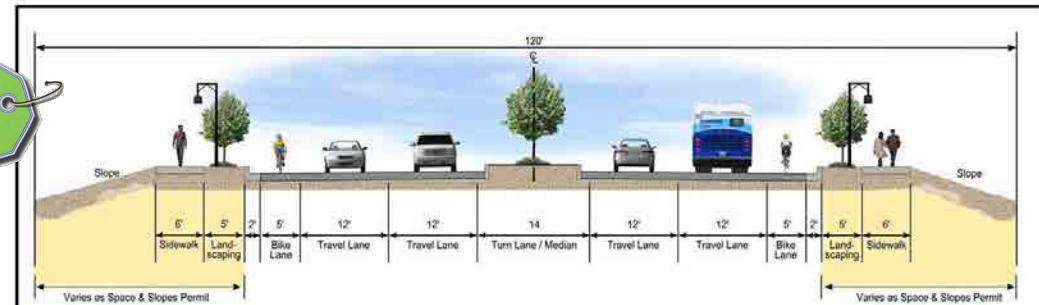 120'
℄
Slope
Slope
6' 5' 2' 5' 12' 12' 14 12' 12' 5' 2' 5' 6'
Sidewalk Land- Bike Travel Lane Travel Lane Turn Lane / Median Travel Lane Travel Lane Bike Land- Sidewalk
scaping Lane Lane scaping
Varies as Space & Slopes Permit Varies as Space & Slopes Permit